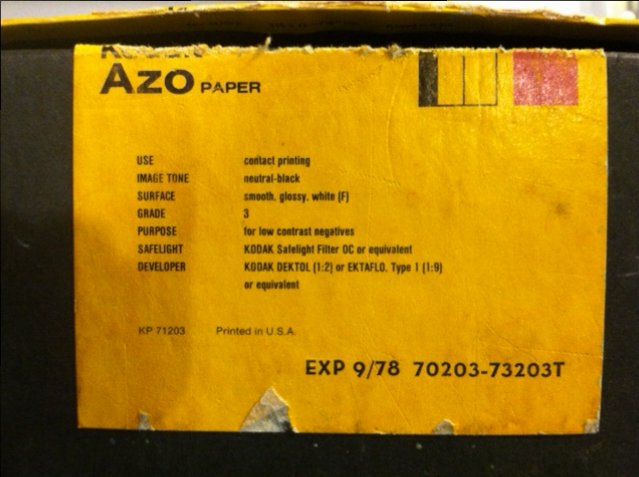 AZO PAPER
USE contact printing
IMAGE TONE neutral-black
SURFACE smooth, glossy, white (F)
GRADE 3
PURPOSE for low contrast negatives
SAFELIGHT KODAK Safelight Filter OC or equivalent
DEVELOPER KODAK DEKTOL (1:2) or EKTAFLO, Type 1 (1:9)
or equivalent
KP 71203 Printed in U.S.A.
EXP 9/78 70203-73203T